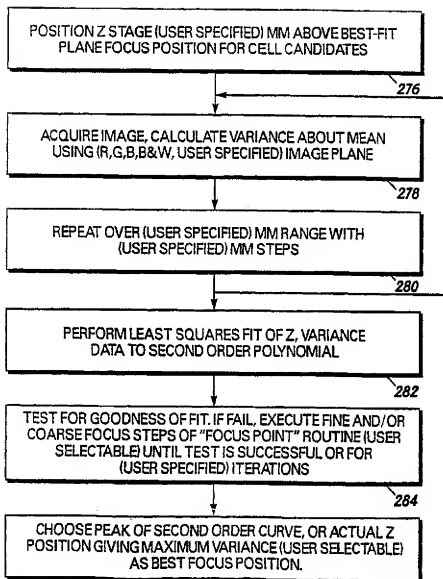 POSITION Z STAGE (USER SPECIFIED) MM ABOVE BEST-FIT
PLANE FOCUS POSITION FOR CELL CANDIDATES
276
ACQUIRE IMAGE, CALCULATE VARIANCE ABOUT MEAN
USING (R,G,B,B&W, USER SPECIFIED) IMAGE PLANE
278
REPEAT OVER (USER SPECIFIED) MM RANGE WITH
(USER SPECIFIED) MM STEPS
280
PERFORM LEAST SQUARES FIT OF Z, VARIANCE
DATA TO SECOND ORDER POLYNOMIAL
282
TEST FOR GOODNESS OF FIT. IF FAIL, EXECUTE FINE AND/OR
COARSE FOCUS STEPS OF "FOCUS POINT" ROUTINE (USER
SELECTABLE) UNTIL TEST IS SUCCESSFUL OR FOR
(USER SPECIFIED) ITERATIONS
284
CHOOSE PEAK OF SECOND ORDER CURVE, OR ACTUAL Z
POSITION GIVING MAXIMUM VARIANCE (USER SELECTABLE)
AS BEST FOCUS POSITION.